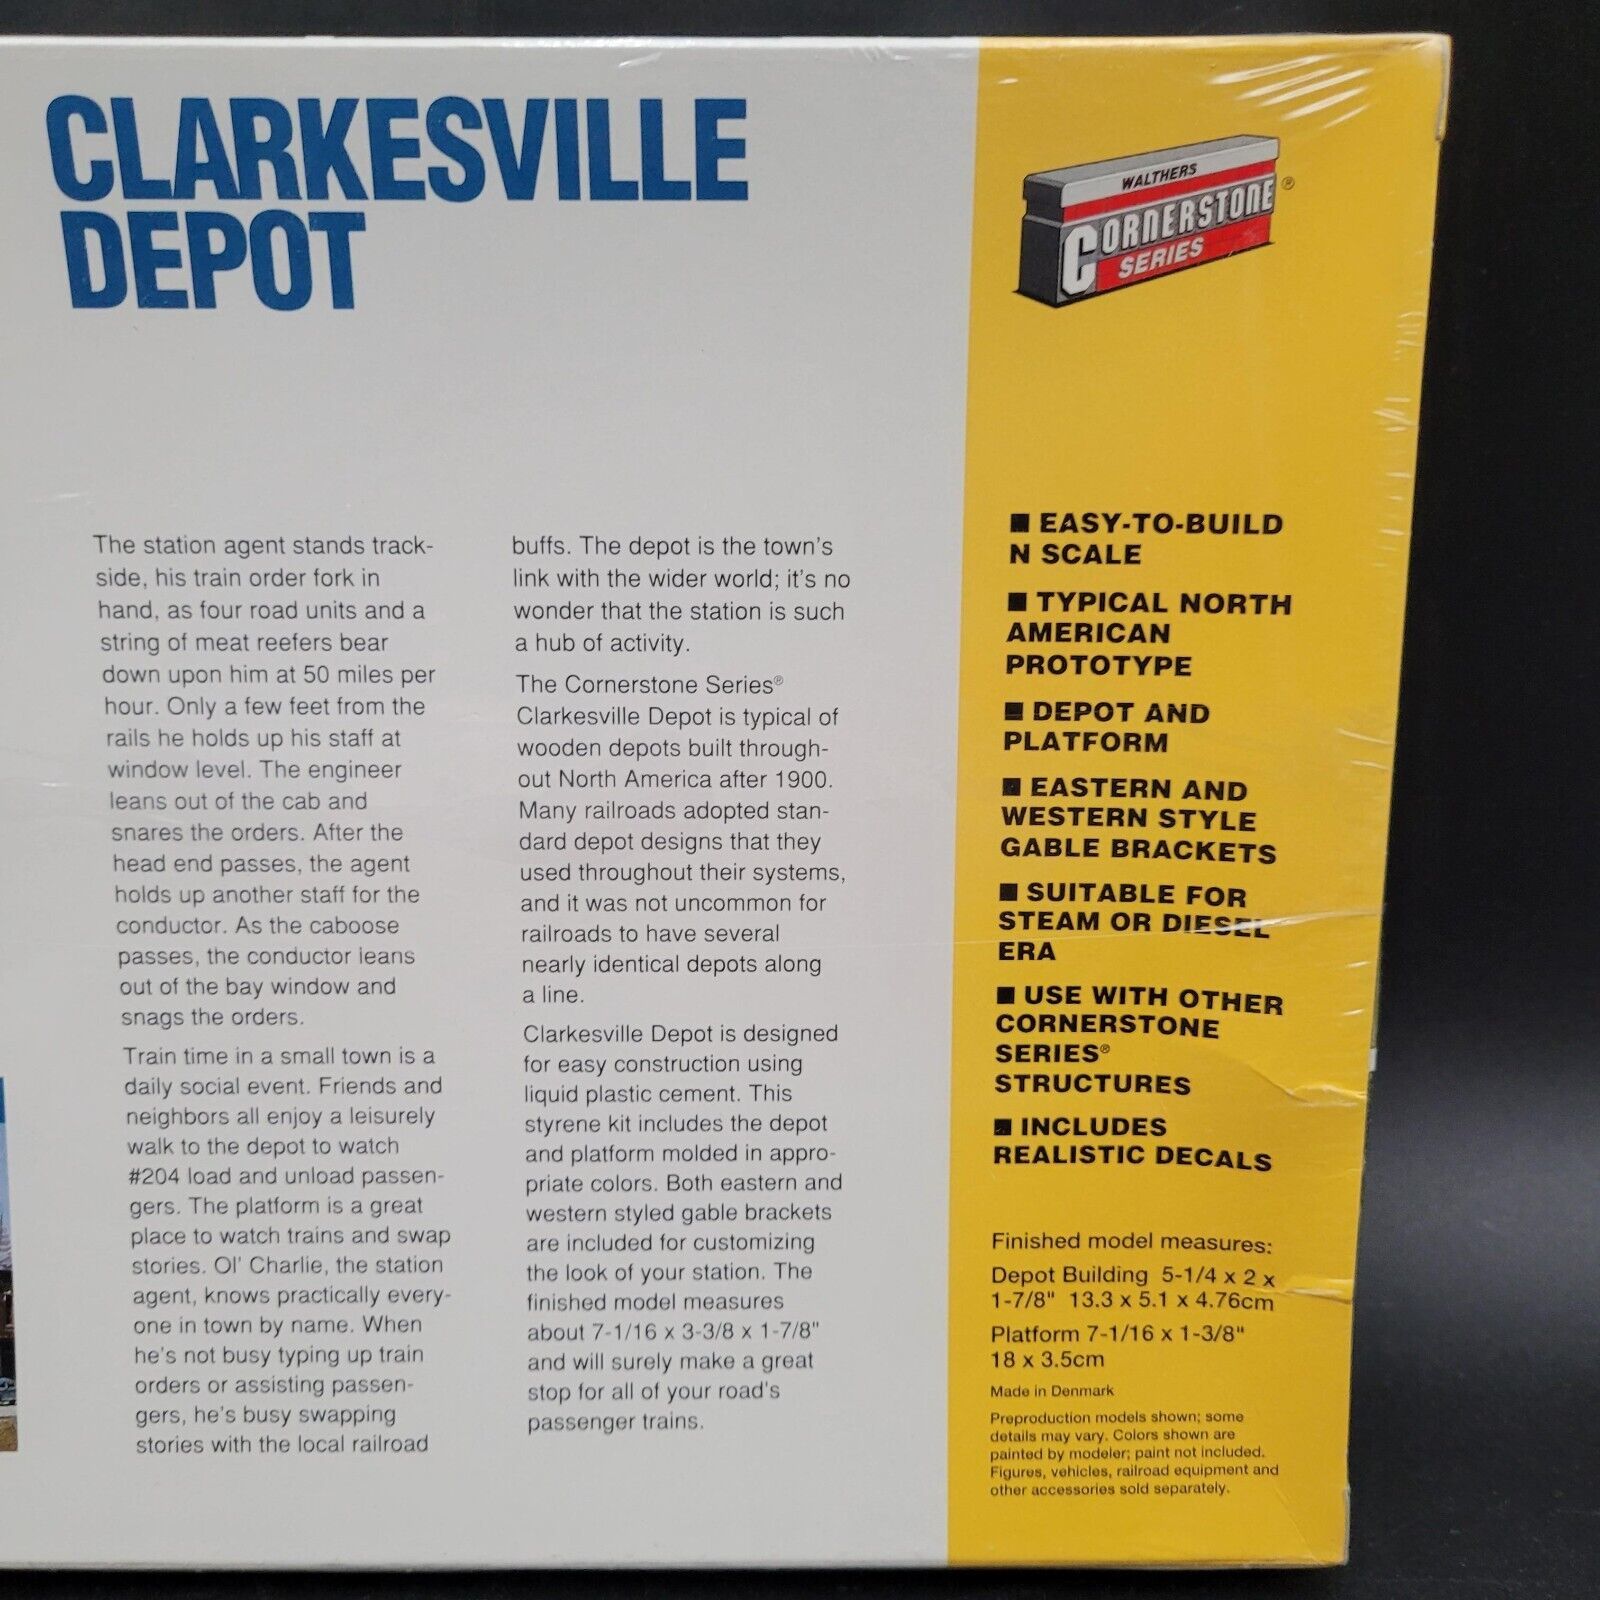 CLARKESVILLE
DEPOT
The station agent stands track-
side, his train order fork in
hand, as four road units and a
string of meat reefers bear
down upon him at 50 miles per
hour. Only a few feet from the
rails he holds up his staff at
window level. The engineer
leans out of the cab and
snares the orders. After the
head end passes, the agent
holds up another staff for the
conductor. As the caboose
passes, the conductor leans
out of the bay window and
snags the orders.
Train time in a small town is a
daily social event. Friends and
neighbors all enjoy a leisurely
walk to the depot to watch
#204 load and unload passen-
gers. The platform is a great
place to watch trains and swap
stories. Ol' Charlie, the station
agent, knows practically every-
one in town by name. When
he's not busy typing up train
orders or assisting passen-
gers, he's busy swapping
stories with the local railroad
buffs. The depot is the town's
link with the wider world; it's no
wonder that the station is such
a hub of activity.
The Cornerstone Series®
Clarkesville Depot is typical of
wooden depots built through-
out North America after 1900.
Many railroads adopted stan-
dard depot designs that they
used throughout their systems,
and it was not uncommon for
railroads to have several
nearly identical depots along
a line.
Clarkesville Depot is designed
for easy construction using
liquid plastic cement. This
styrene kit includes the depot
and platform molded in appro-
priate colors. Both eastern and
western styled gable brackets
are included for customizing
the look of your station. The
finished model measures
about 7-1/16 x 3-3/8 x 1-7/8"
and will surely make a great
stop for all of your road's
passenger trains.
WALTHERS
CORNERSTONE ®
SERIES
■ EASY-TO-BUILD
N SCALE
■ TYPICAL NORTH
AMERICAN
PROTOTYPE
■ DEPOT AND
PLATFORM
■ EASTERN AND
WESTERN STYLE
GABLE BRACKETS
■ SUITABLE FOR
STEAM OR DIESEL
ERA
■ USE WITH OTHER
CORNERSTONE
SERIES®
STRUCTURES
■ INCLUDES
REALISTIC DECALS
Finished model measures:
Depot Building 5-1/4 x 2 x
1-7/8" 13.3 x 5.1 x 4.76cm
Platform 7-1/16 x 1-3/8"
18 x 3.5cm
Made in Denmark
Preproduction models shown; some
details may vary. Colors shown are
painted by modeler; paint not included.
Figures, vehicles, railroad equipment and
other accessories sold separately.